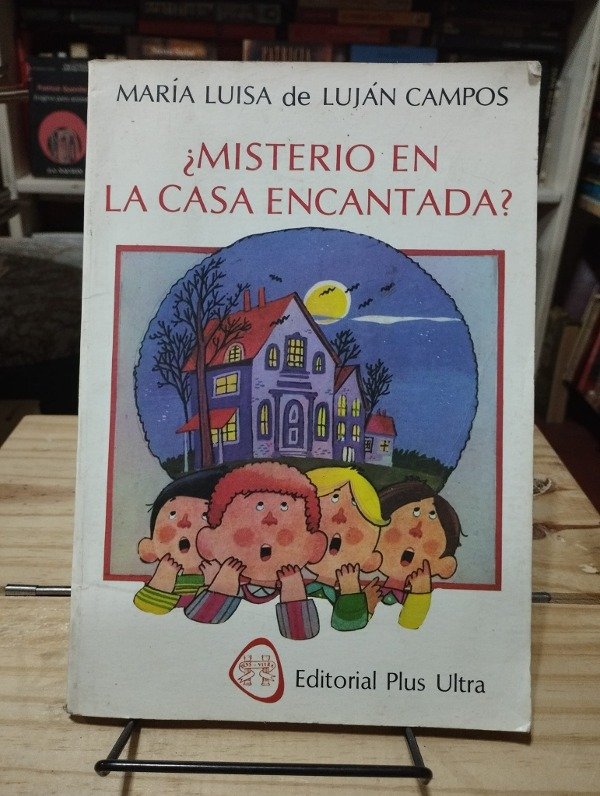 MARÍA LUISA de LUJÁN CAMPOS
¿MISTERIO EN
LA CASA ENCANTADA?
Editorial Plus Ultra